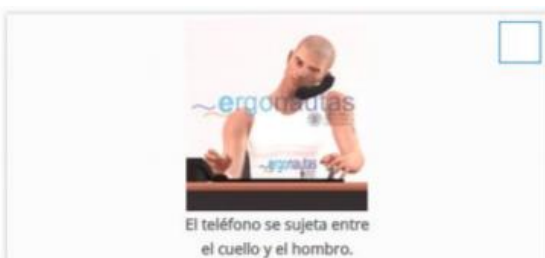 ~ergonautas
~ergonautas
El teléfono se sujeta entre
el cuello y el hombro.